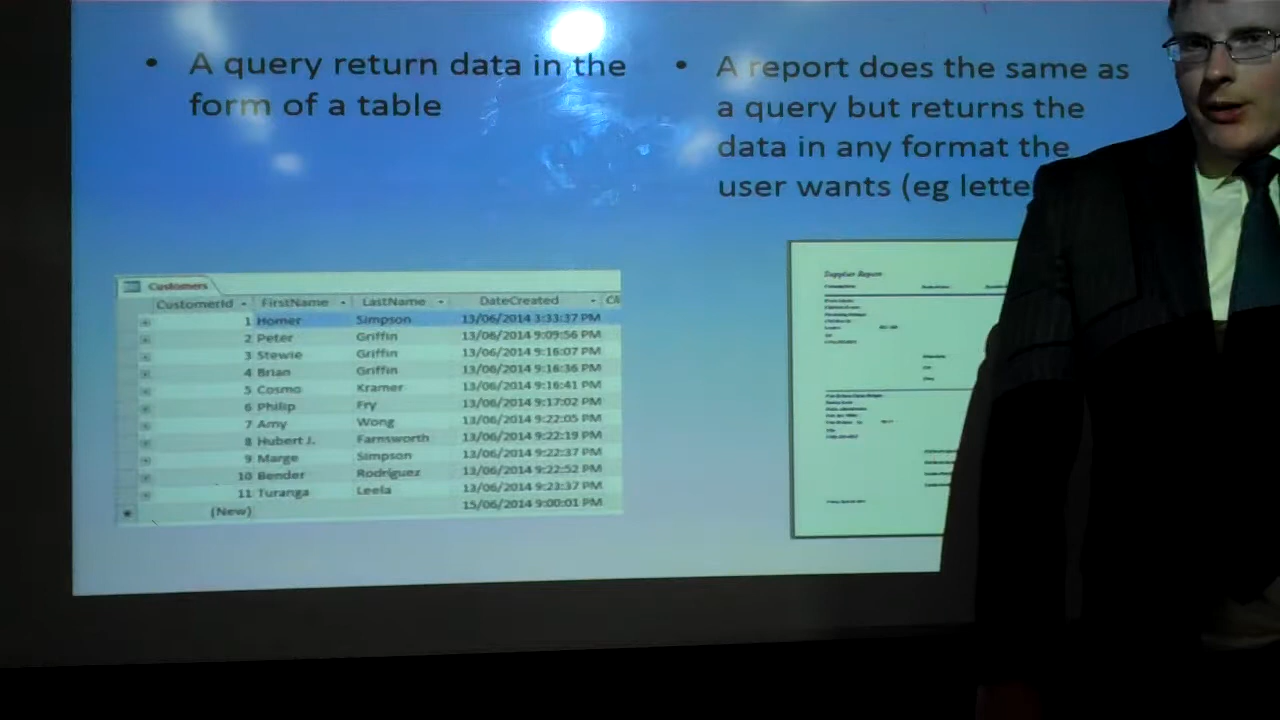 • A query return data in the
form of a table
• A report does the same as
a query but returns the
data in any format the
user wants (eg lette
Customers
CustomerId FirstName LastName DateCreated
1 Homer Simpson 13/06/2014 3:33:37 PM
2 Peter Griffin 13/06/2014 9:09:56 PM
3 Stewie Griffin 13/06/2014 9:16:07 PM
4 Brian Griffin 13/06/2014 9:16:36 PM
5 Cosmo Kramer 13/06/2014 9:16:41 PM
6 Philip Fry 13/06/2014 9:17:02 PM
7 Amy Wong 13/06/2014 9:22:05 PM
8 Hubert J. Farnsworth 13/06/2014 9:22:19 PM
9 Marge Simpson 13/06/2014 9:22:37 PM
10 Bender Rodríguez 13/06/2014 9:22:52 PM
11 Turanga Leela 13/06/2014 9:23:37 PM
(New) 15/06/2014 9:00:01 PM
Supplier Report